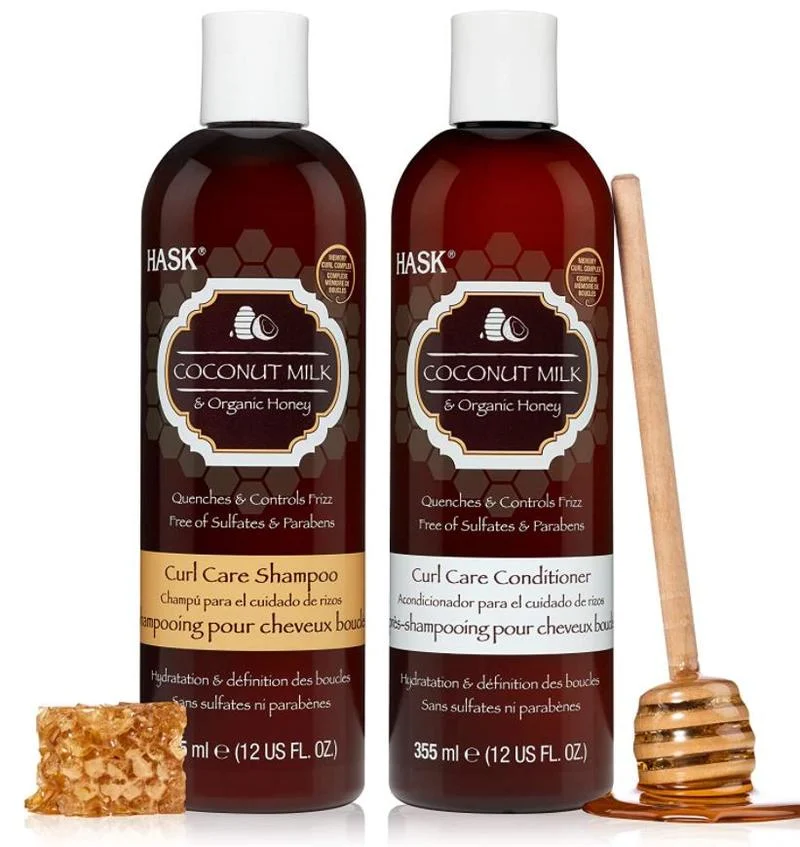 HASK®
MEMORY
CURL COMPLEX
COMPLEXE
MÉMOIRE DE
BOUCLES
COCONUT MILK
& Organic Honey
Quenches & Controls Frizz
Free of Sulfates & Parabens
Curl Care Shampoo
Champú para el cuidado de rizos
hampooing pour cheveux boucl
Hydratation & définition des boucles
Sans sulfates ni parabènes
5 ml ℮ (12 US FL. OZ.)
HASK®
MEMORY
CURL COMPLEX
COMPLEXE
MÉMOIRE DE
BOUCLES
COCONUT MILK
& Organic Honey
Quenches & Controls Frizz
Free of Sulfates & Parabens
Curl Care Conditioner
Acondicionador para el cuidado de rizos
rès-shampooing pour cheveux boucl
Hydratation & définition des boucles
Sans sulfates ni parabènes
355 ml ℮ (12 US FL. OZ.)